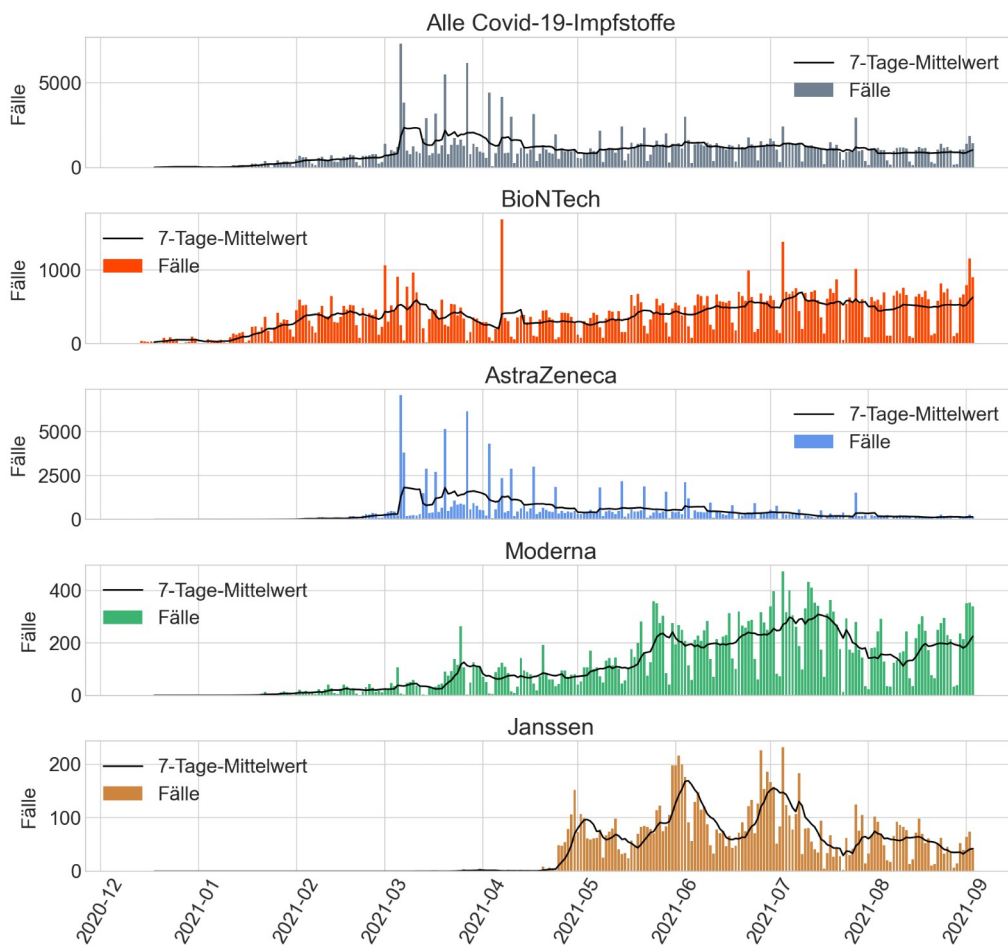 Alle Covid-19-Impfstoffe
Fälle
5000
0
7-Tage-Mittelwert
Fälle
BioNTech
Fälle
1000
0
7-Tage-Mittelwert
Fälle
AstraZeneca
Fälle
5000
2500
0
7-Tage-Mittelwert
Fälle
Moderna
Fälle
400
200
0
7-Tage-Mittelwert
Fälle
Janssen
Fälle
200
100
0
7-Tage-Mittelwert
Fälle
2020-12
2021-01
2021-02
2021-03
2021-04
2021-05
2021-06
2021-07
2021-08
2021-09